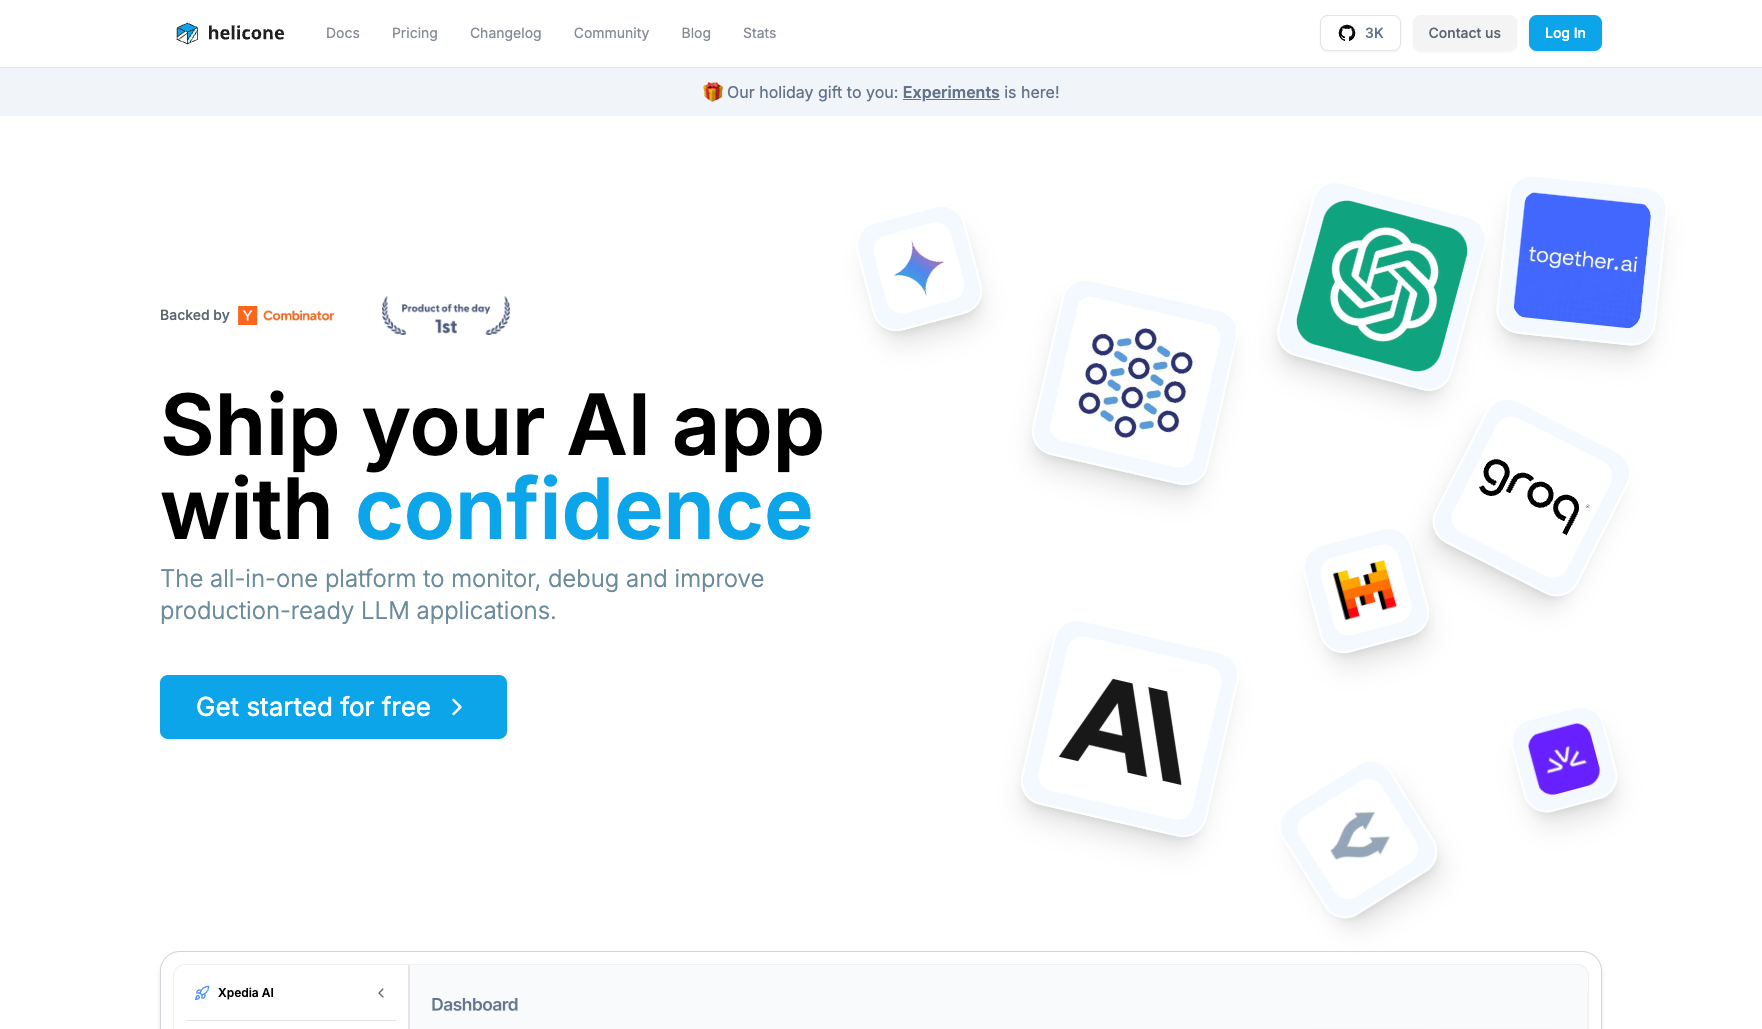 helicone
Docs Pricing Changelog Community Blog Stats
3K Contact us Log In
🎁 Our holiday gift to you: Experiments is here!
Backed by Y Combinator
Product of the day
1st
Ship your AI app
with confidence
The all-in-one platform to monitor, debug and improve
production-ready LLM applications.
Get started for free
together.ai
groq
AI
Xpedia AI
Dashboard